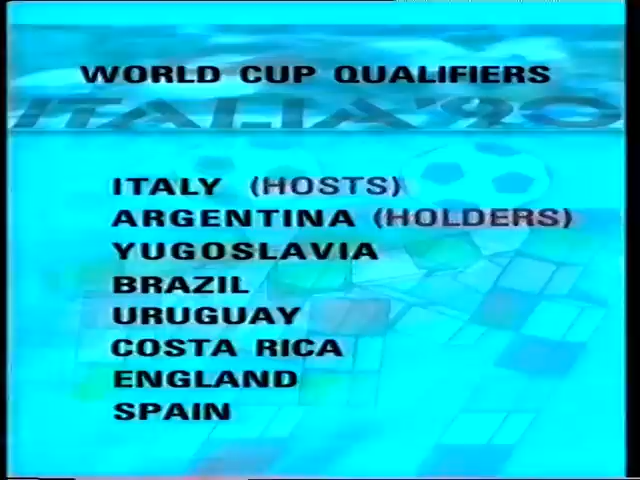 WORLD CUP QUALIFIERS
ITALIA'90
ITALY (HOSTS)
ARGENTINA (HOLDERS)
YUGOSLAVIA
BRAZIL
URUGUAY
COSTA RICA
ENGLAND
SPAIN